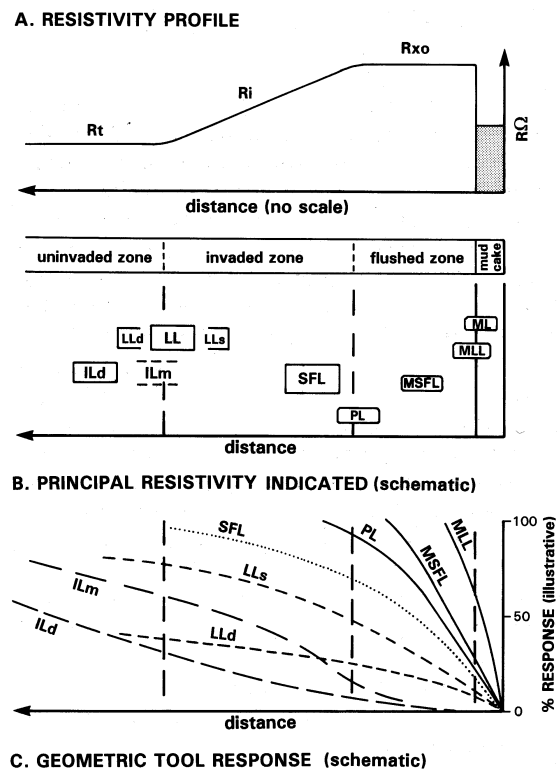 A. RESISTIVITY PROFILE
Rxo
Ri
Rt
RΩ
distance (no scale)
uninvaded zone
invaded zone
flushed zone
mud cake
ML
LLd
LL
LLs
MLL
ILd
ILm
SFL
MSFL
PL
distance
B. PRINCIPAL RESISTIVITY INDICATED (schematic)
SFL
PL
MSFL
MLL
100
LLs
ILm
50
ILd
LLd
0
% RESPONSE (illustrative)
distance
C. GEOMETRIC TOOL RESPONSE (schematic)